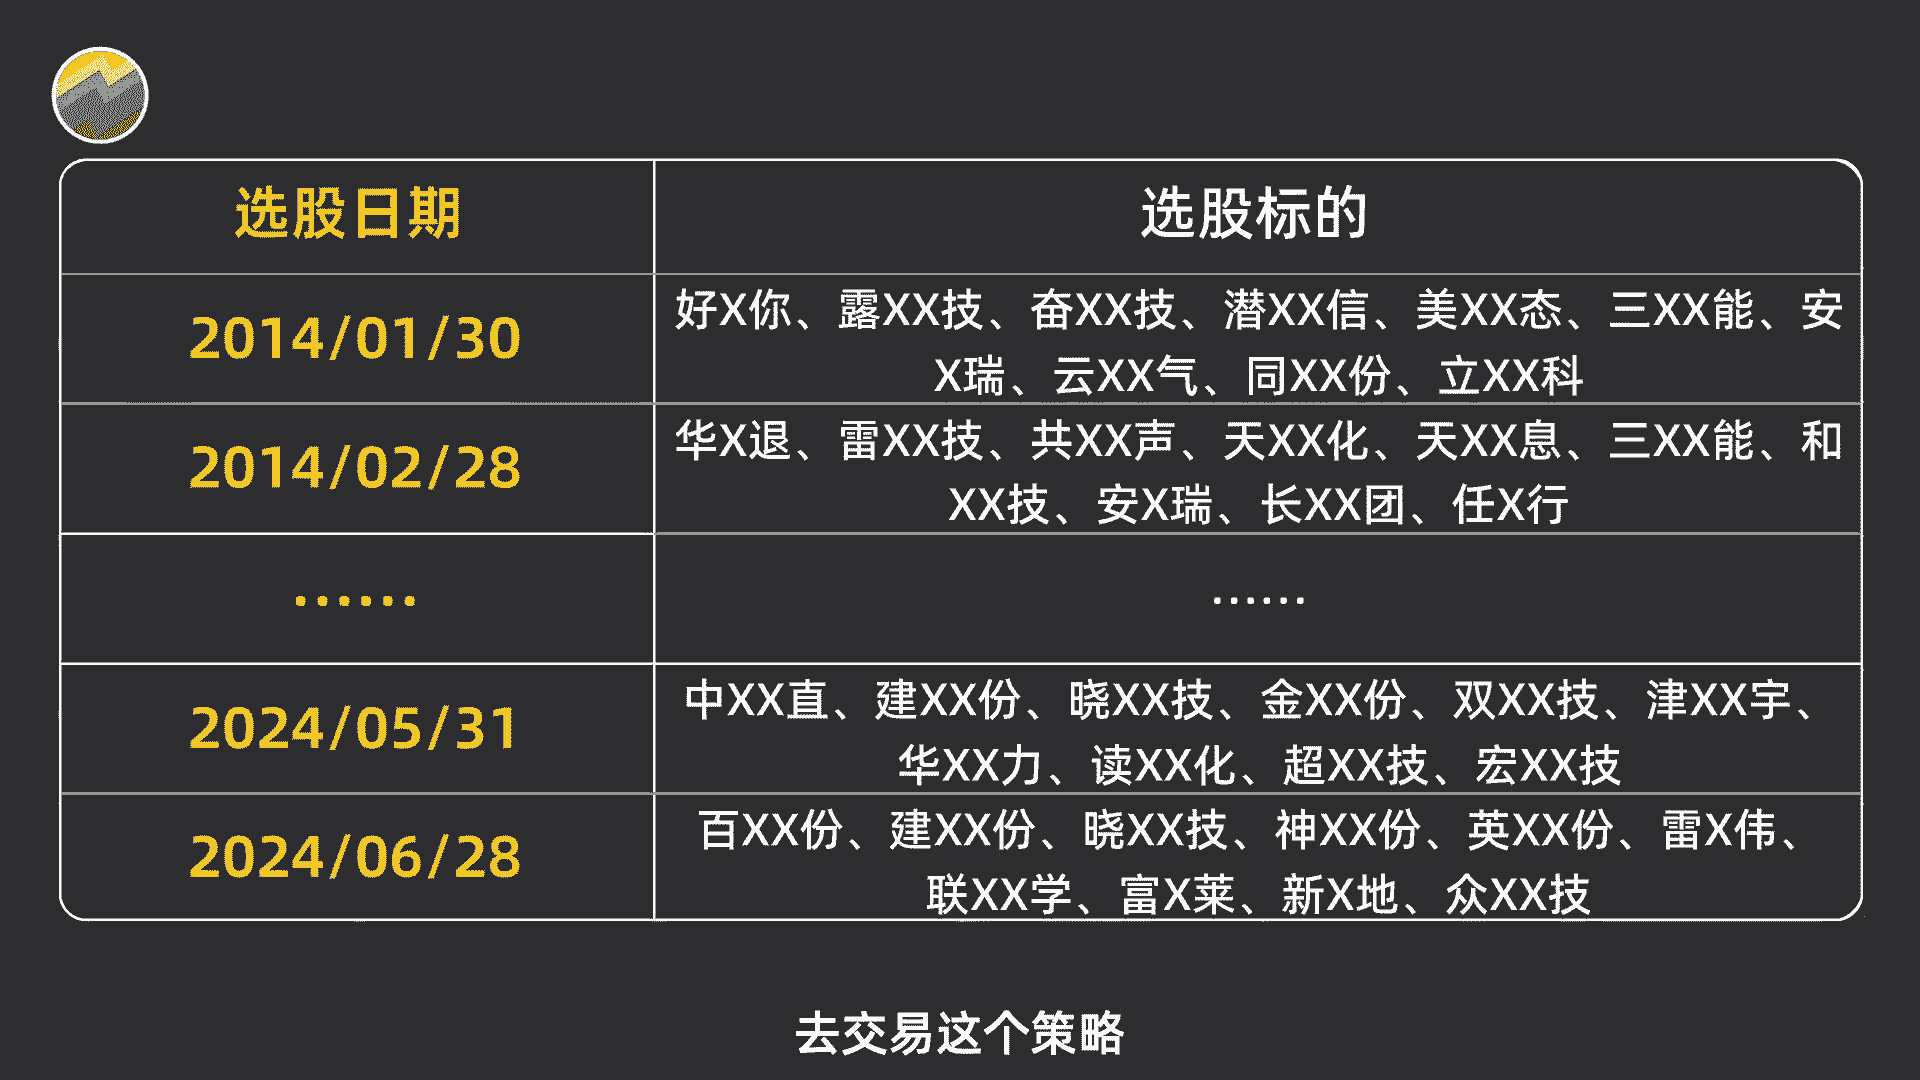 选股日期
选股标的
2014/01/30
好X你、露XX技、奋XX技、潜XX信、美XX态、三XX能、安
X瑞、云XX气、同XX份、立XX科
2014/02/28
华X退、雷XX技、共XX声、天XX化、天XX息、三XX能、和
XX技、安X瑞、长XX团、任X行
……
……
2024/05/31
中XX直、建XX份、晓XX技、金XX份、双XX技、津XX宇、
华XX力、读XX化、超XX技、宏XX技
2024/06/28
百XX份、建XX份、晓XX技、神XX份、英XX份、雷X伟、
联XX学、富X莱、新X地、众XX技
去交易这个策略